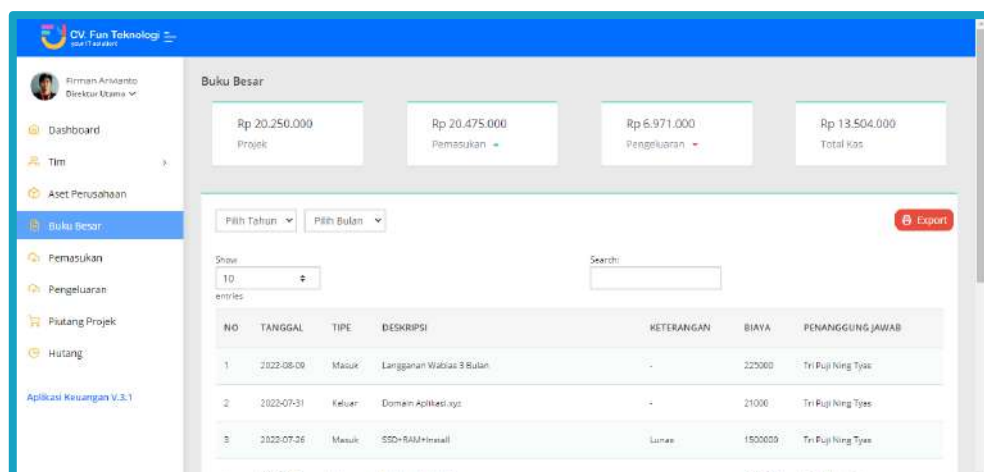 CV. Fun Teknologi
your IT solution
Firman Arivianto
Direktur Utama
Dashboard
Tim
Aset Perusahaan
Buku Besar
Pemasukan
Pengeluaran
Piutang Projek
Hutang
Aplikasi Keuangan V.3.1
Buku Besar
Rp 20.250.000
Projek
Rp 20.475.000
Pemasukan
Rp 6.971.000
Pengeluaran
Rp 13.504.000
Total Kas
Pilih Tahun Pilih Bulan
Export
Show
10
entries
Search:
NO TANGGAL TIPE DESKRIPSI KETERANGAN BIAYA PENANGGUNG JAWAB
1 2022-08-09 Masuk Langganan Wablas 3 Bulan - 225000 Tri Puji Ning Tyas
2 2022-07-31 Keluar Domain Aplikasi.xyz - 21000 Tri Puji Ning Tyas
3 2022-07-26 Masuk SSD+RAM+Install Lunas 1500000 Tri Puji Ning Tyas